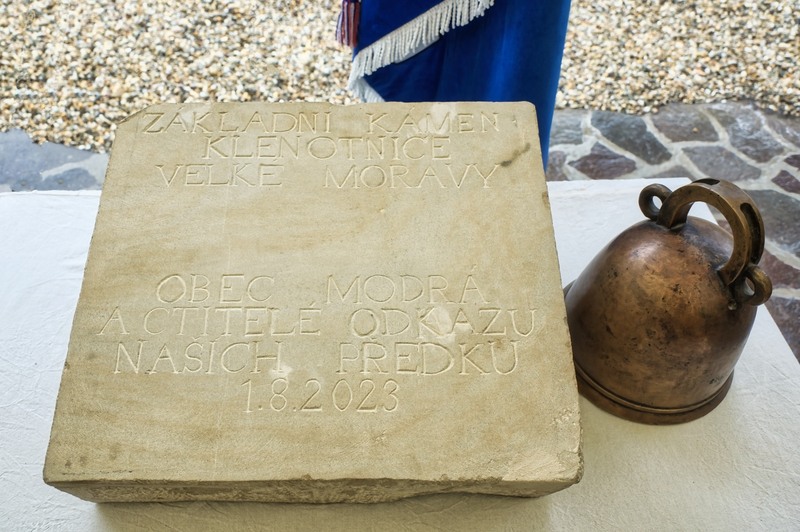 ZÁKLADNÍ KÁMEN
KLENOTNICE
VELKÉ MORAVY
OBEC MODRÁ
A CTITELÉ ODKAZU
NAŠICH PŘEDKŮ
1.8.2023